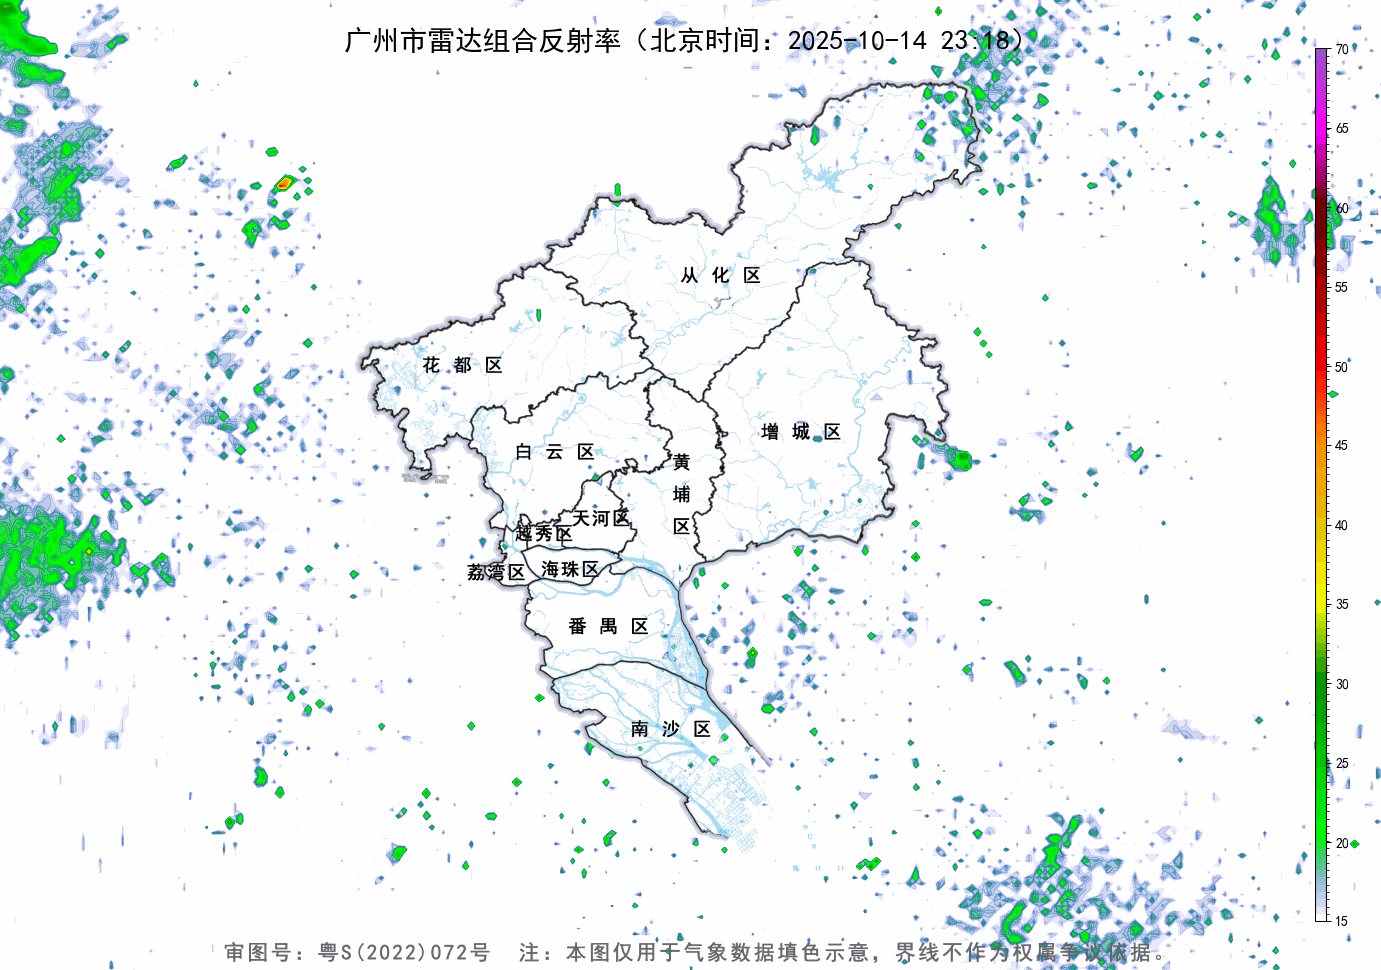 广州市雷达组合反射率（北京时间：2025-10-14 23:18）
70
65
60
55
50
45
40
35
30
25
20
15
从化区
花都区
增城区
白云区
黄埔区
天河区
越秀区
荔湾区
海珠区
番禺区
南沙区
审图号：粤S(2022)072号 注：本图仅用于气象数据填色示意，界线不作为权属争议依据。